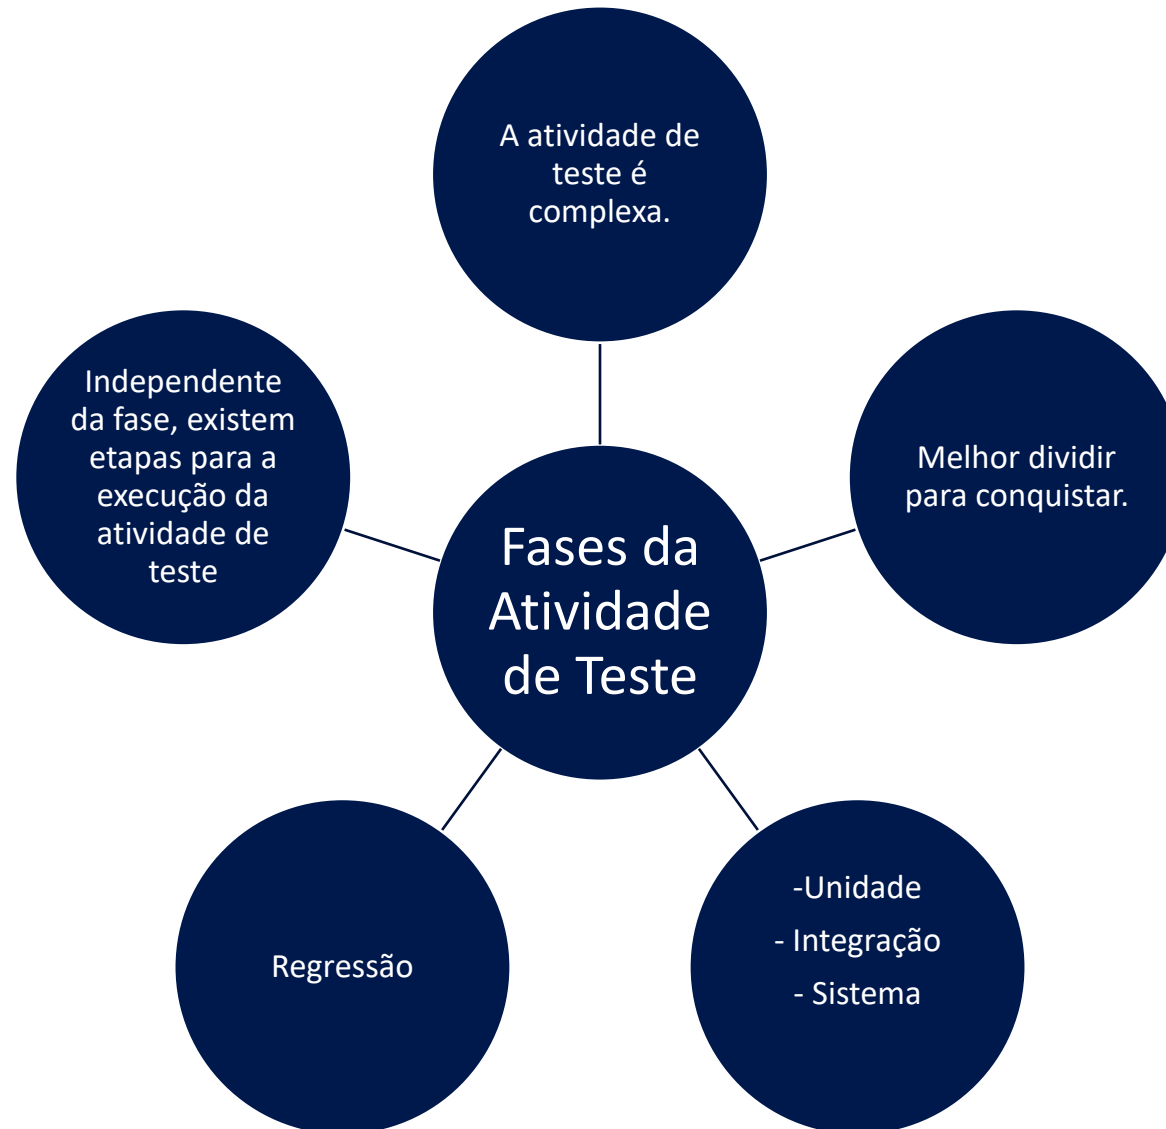 A atividade de
teste é
complexa.
Melhor dividir
para conquistar.
-Unidade
- Integração
- Sistema
Regressão
Independente
da fase, existem
etapas para a
execução da
atividade de
teste
Fases da
Atividade
de Teste